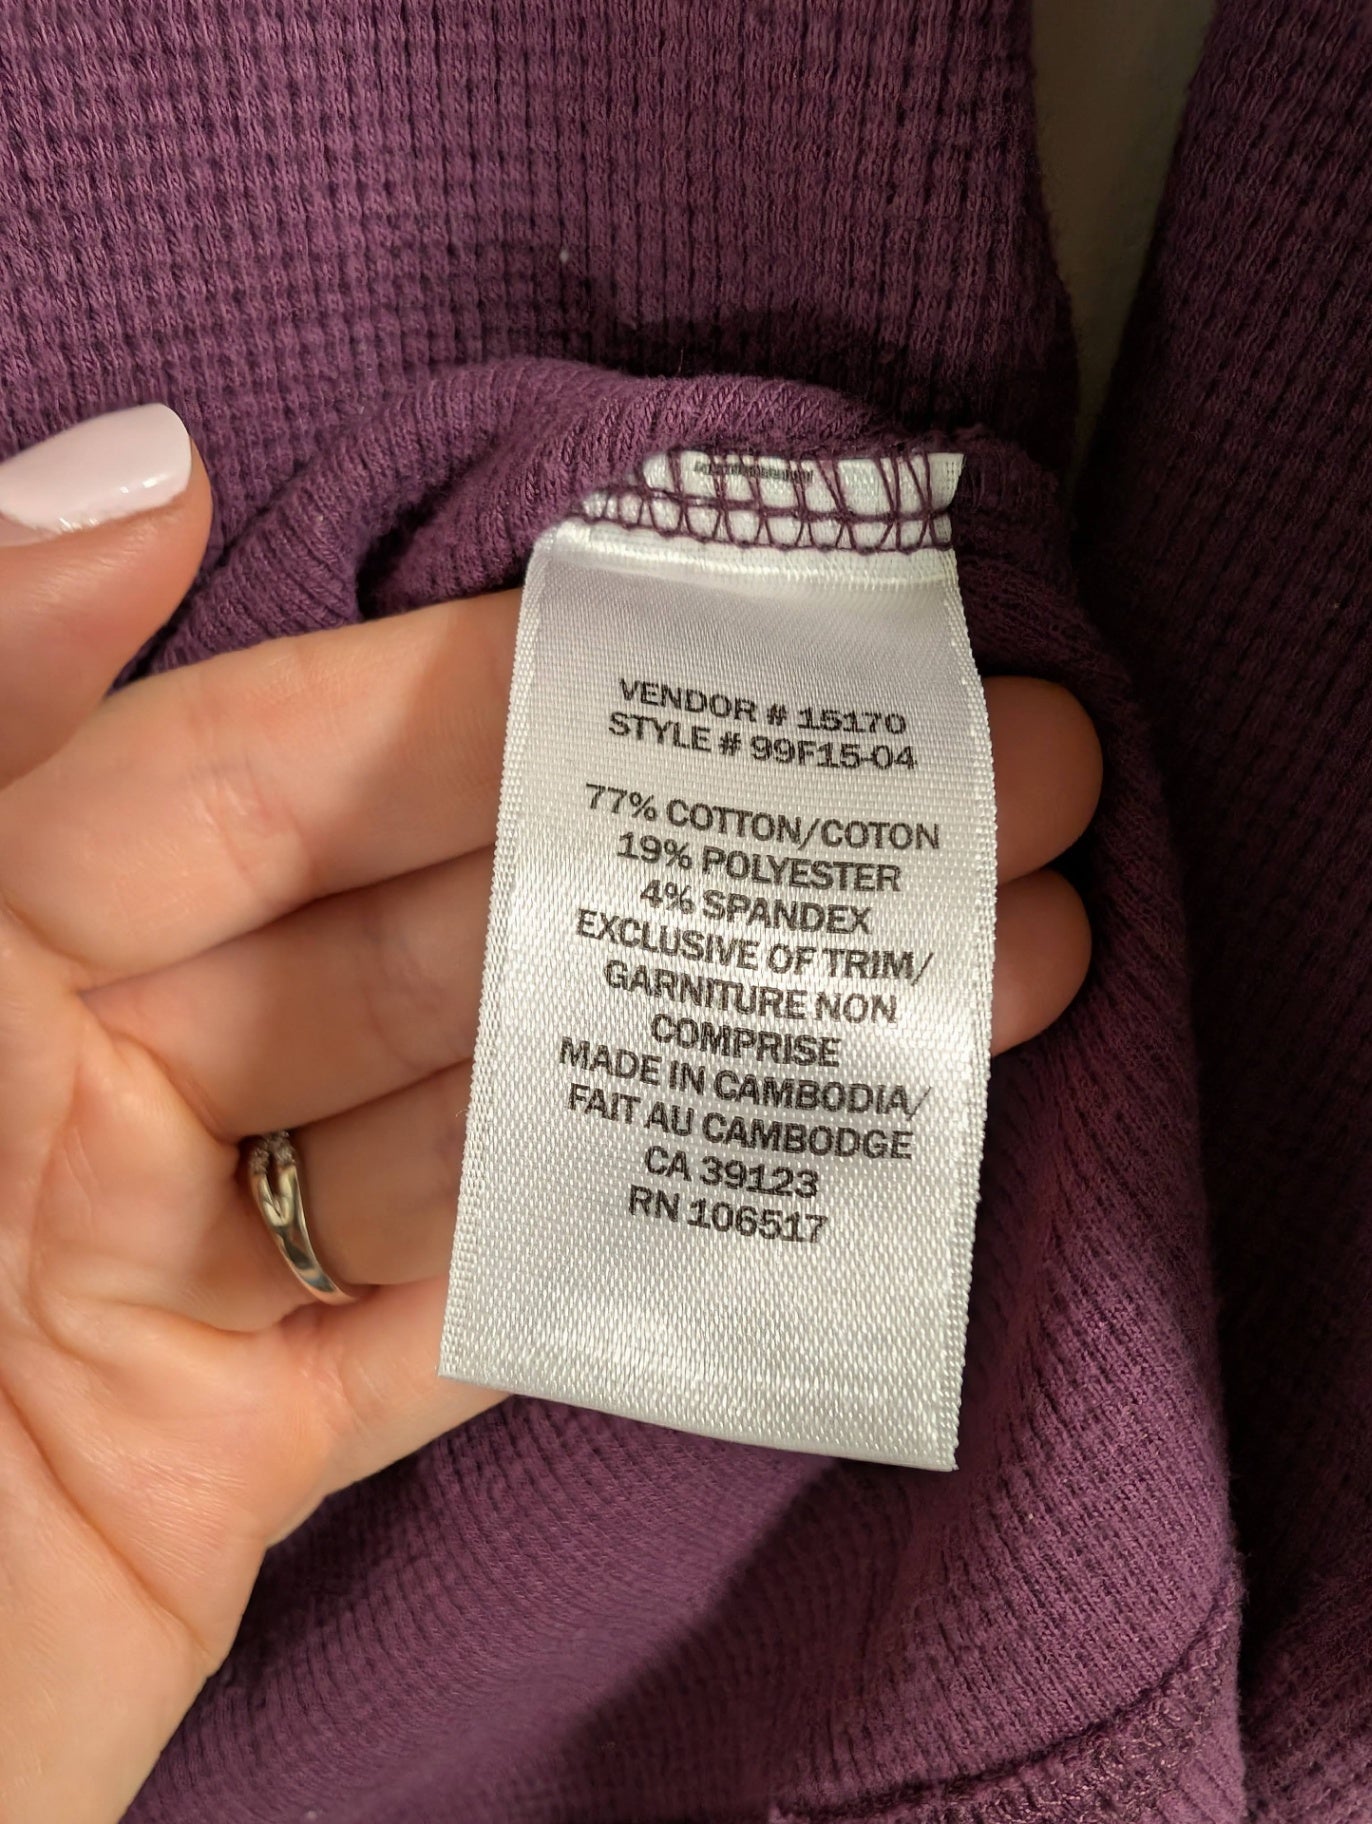 VENDOR # 15170
STYLE # 99F15-04
77% COTTON/COTON
19% POLYESTER
4% SPANDEX
EXCLUSIVE OF TRIM/
GARNITURE NON
COMPRISE
MADE IN CAMBODIA/
FAIT AU CAMBODGE
CA 39123
RN 106517